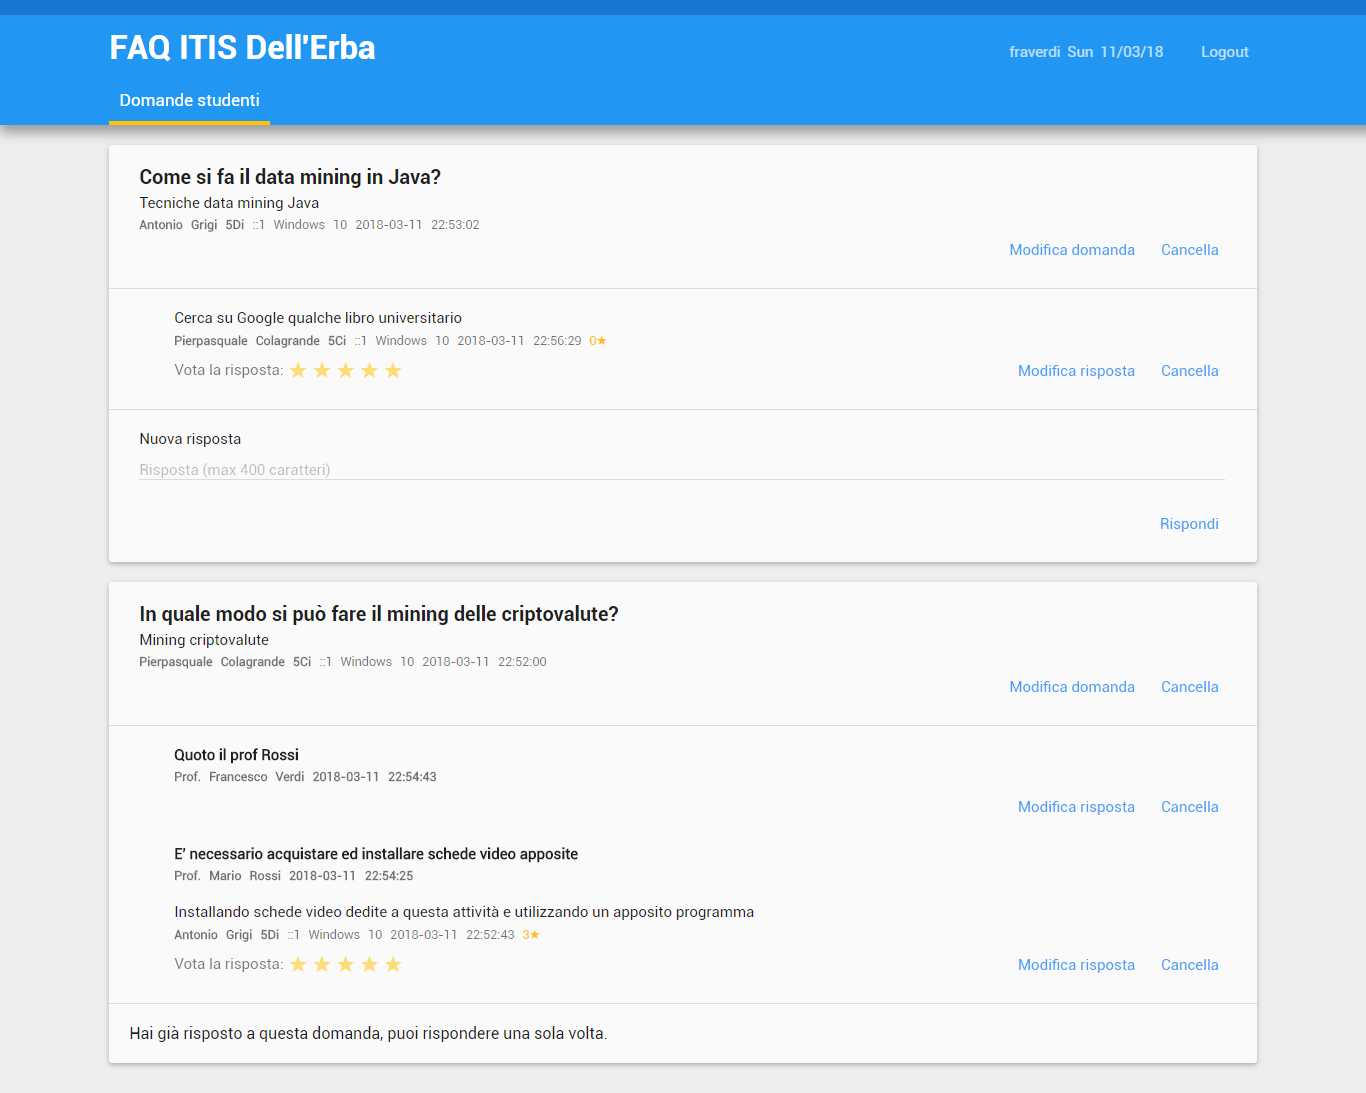 FAQ ITIS Dell'Erba
fraverdi Sun 11/03/18 Logout
Domande studenti
Come si fa il data mining in Java?
Tecniche data mining Java
Antonio Grigi 5Di ::1 Windows 10 2018-03-11 22:53:02
Modifica domanda Cancella
Cerca su Google qualche libro universitario
Pierpasquale Colagrande 5Ci ::1 Windows 10 2018-03-11 22:56:29 0★
Vota la risposta: ★ ★ ★ ★ ★ Modifica risposta Cancella
Nuova risposta
Risposta (max 400 caratteri)
Rispondi
In quale modo si può fare il mining delle criptovalute?
Mining criptovalute
Pierpasquale Colagrande 5Ci ::1 Windows 10 2018-03-11 22:52:00
Modifica domanda Cancella
Quoto il prof Rossi
Prof. Francesco Verdi 2018-03-11 22:54:43
Modifica risposta Cancella
E' necessario acquistare ed installare schede video apposite
Prof. Mario Rossi 2018-03-11 22:54:25
Installando schede video dedite a questa attività e utilizzando un apposito programma
Antonio Grigi 5Di ::1 Windows 10 2018-03-11 22:52:43 3★
Vota la risposta: ★ ★ ★ ★ ★ Modifica risposta Cancella
Hai già risposto a questa domanda, puoi rispondere una sola volta.